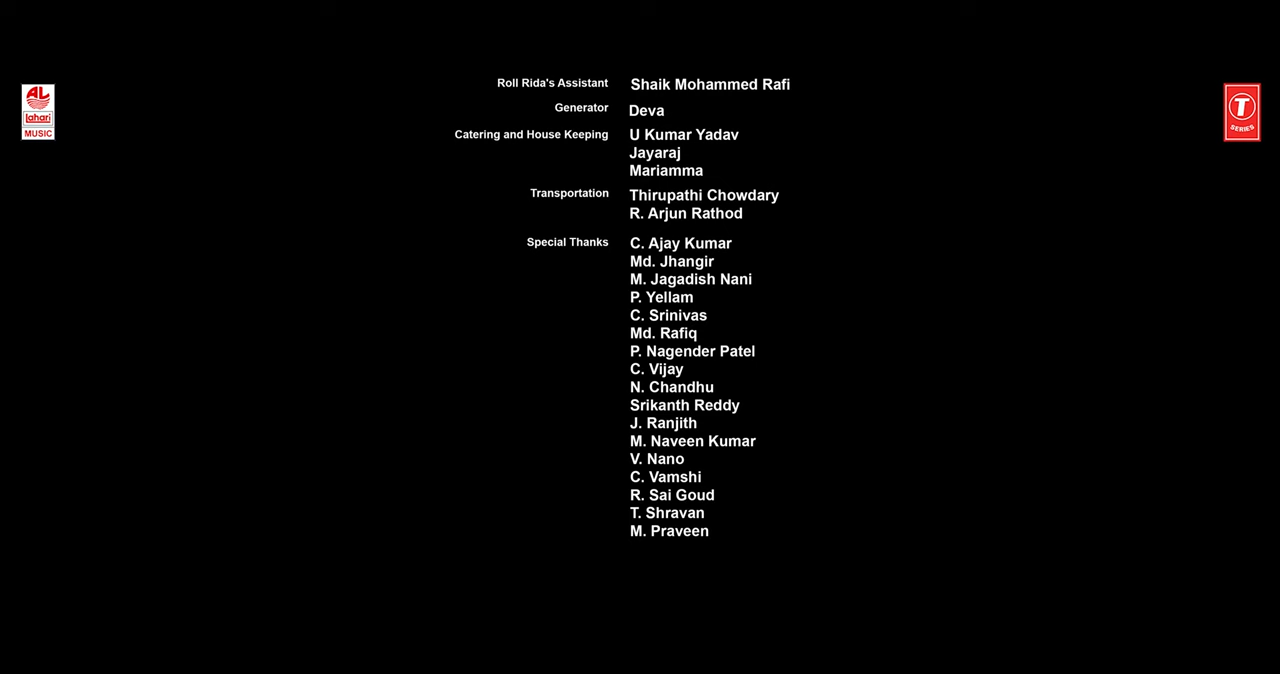 Roll Rida's Assistant Shaik Mohammed Rafi
Generator Deva
Catering and House Keeping U Kumar Yadav
Jayaraj
Mariamma
Transportation Thirupathi Chowdary
R. Arjun Rathod
Special Thanks C. Ajay Kumar
Md. Jhangir
M. Jagadish Nani
P. Yellam
C. Srinivas
Md. Rafiq
P. Nagender Patel
C. Vijay
N. Chandhu
Srikanth Reddy
J. Ranjith
M. Naveen Kumar
V. Nano
C. Vamshi
R. Sai Goud
T. Shravan
M. Praveen
AL
Lahari
MUSIC
T
SERIES